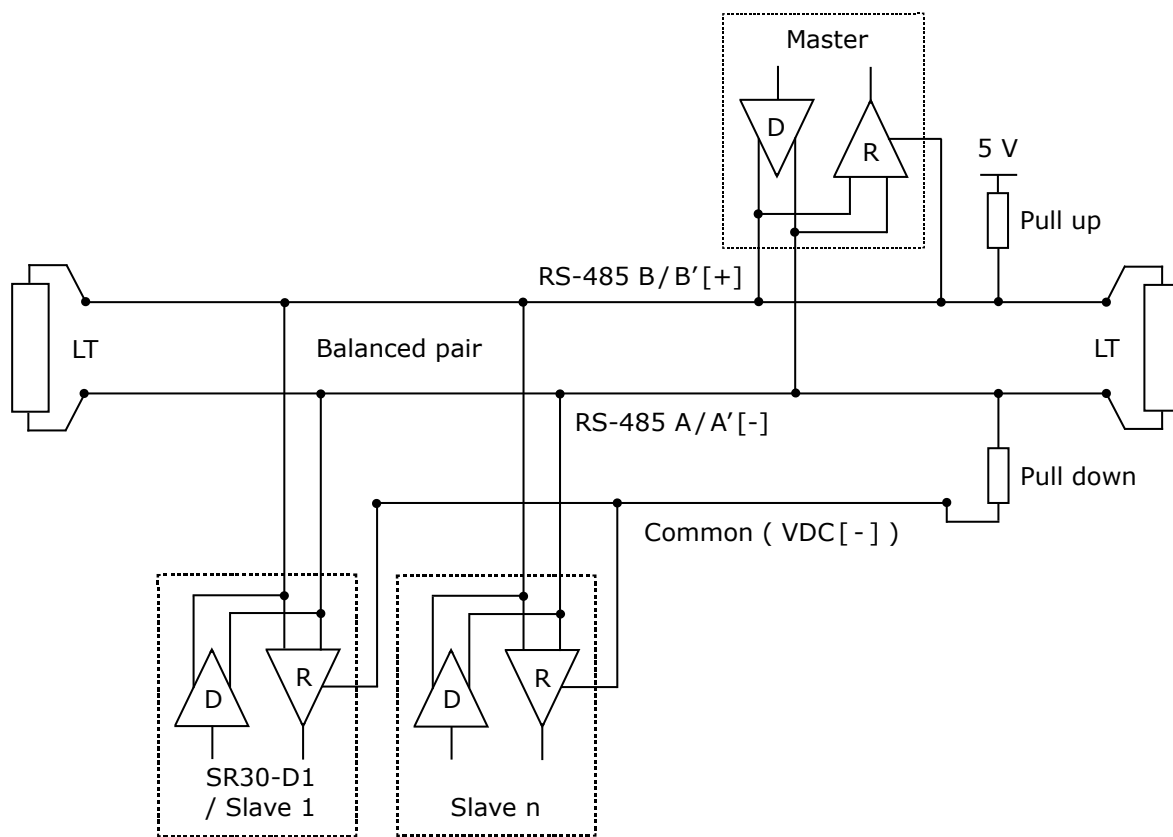 Master
D
R
5 V
Pull up
RS-485 B/B’[+]
LT
Balanced pair
LT
RS-485 A/A’[-]
Pull down
Common ( VDC[-] )
D
R
D
R
SR30-D1
/ Slave 1
Slave n